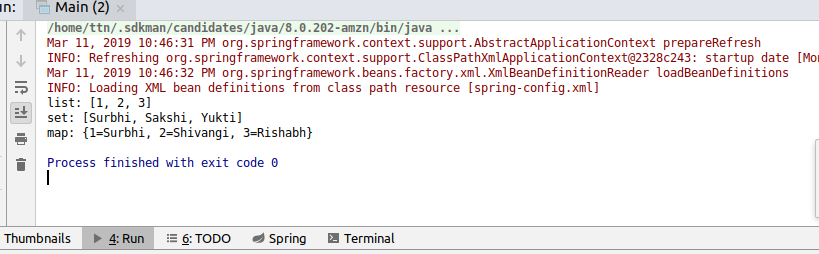 un: Main (2) ×
/home/ttn/.sdkman/candidates/java/8.0.202-amzn/bin/java ...
Mar 11, 2019 10:46:31 PM org.springframework.context.support.AbstractApplicationContext prepareRefresh
INFO: Refreshing org.springframework.context.support.ClassPathXmlApplicationContext@2328c243: startup date [Mon
Mar 11, 2019 10:46:32 PM org.springframework.beans.factory.xml.XmlBeanDefinitionReader loadBeanDefinitions
INFO: Loading XML bean definitions from class path resource [spring-config.xml]
list: [1, 2, 3]
set: [Surbhi, Sakshi, Yukti]
map: {1=Surbhi, 2=Shivangi, 3=Rishabh}
Process finished with exit code 0
Thumbnails 4: Run 6: TODO Spring Terminal